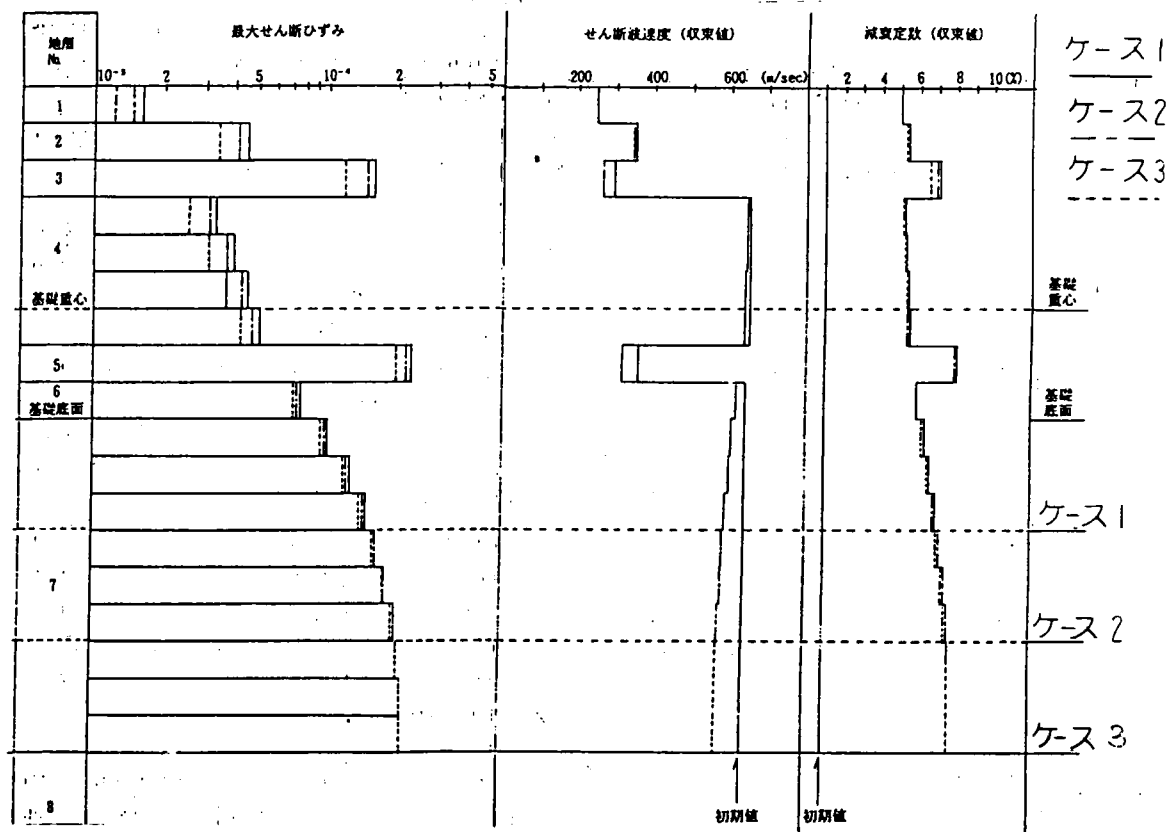 地層
No.
最大せん断ひずみ
せん断波速度 (収束値)
減衰定数 (収束値)
10⁻⁵ 2 5 10⁻⁴ 2 5
200 400 600 (m/sec)
2 4 6 8 10(%)
ケース1
ケース2
ケース3
1
2
3
4
基礎重心
5
6
基礎底面
7
8
基礎
重心
基礎
底面
ケース1
ケース2
ケース3
初期値
初期値